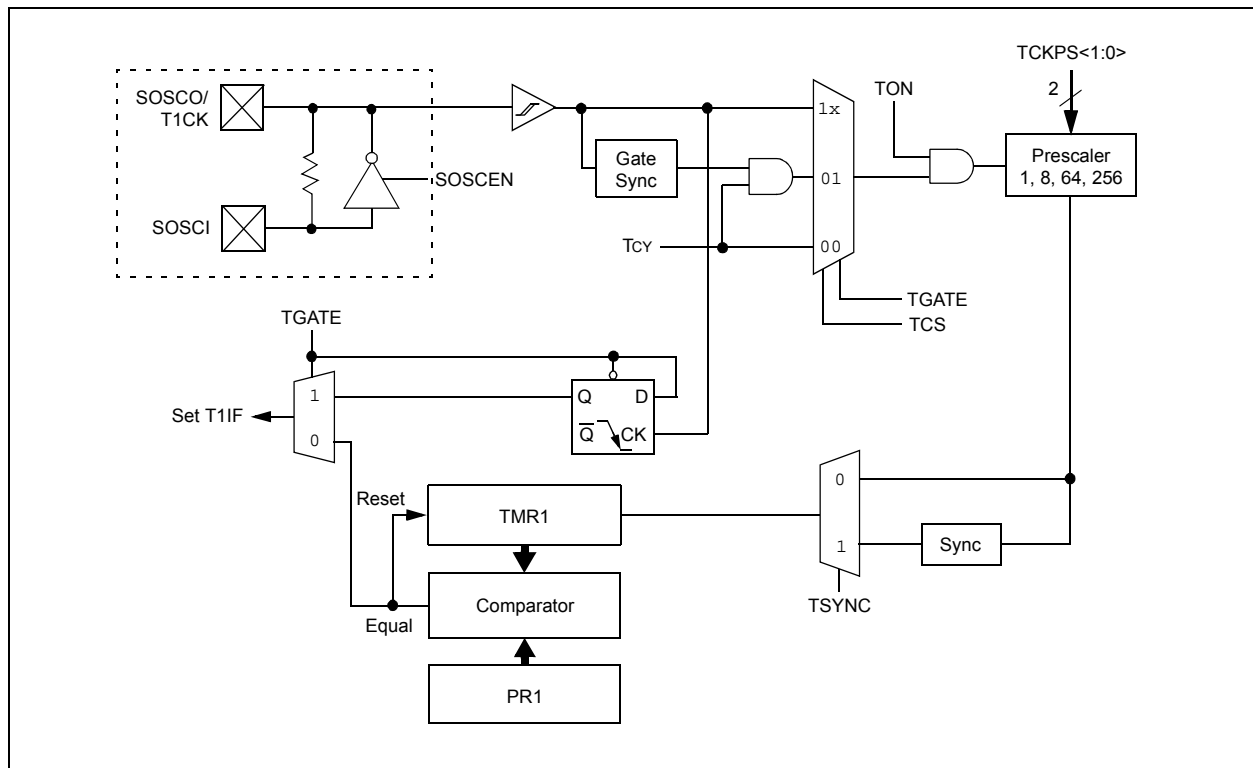 TCKPS<1:0>
2
SOSCO/
T1CK
TON
1x
Prescaler
1, 8, 64, 256
Gate
Sync
SOSCEN
01
SOSCI
TCY
00
TGATE
TCS
TGATE
1
Q
D
Set T1IF
Q
CK
0
0
Reset
TMR1
1
Sync
TSYNC
Comparator
Equal
PR1